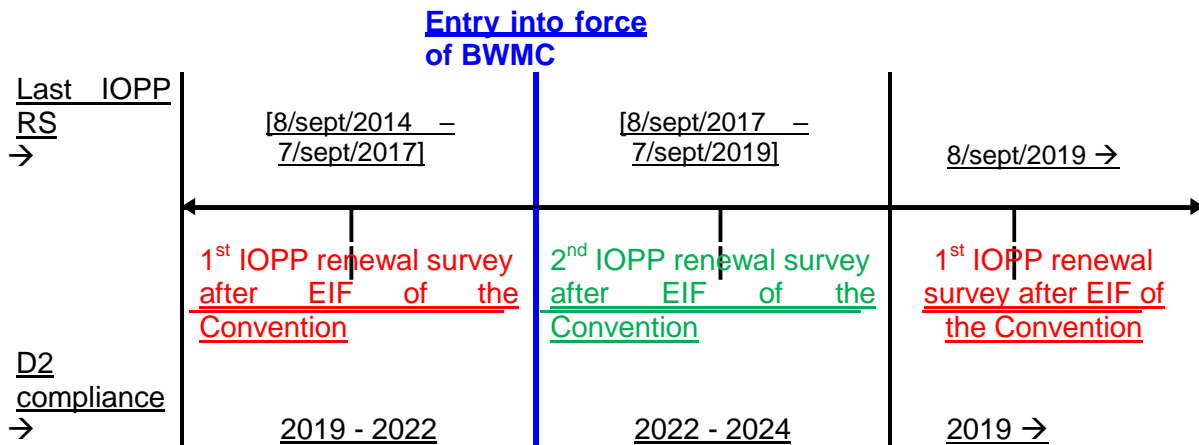 Entry into force
of BWMC
Last IOPP
RS
→
[8/sept/2014 –
7/sept/2017]
[8/sept/2017 –
7/sept/2019]
8/sept/2019 →
1st IOPP renewal survey
after EIF of the
Convention
2nd IOPP renewal survey
after EIF of the
Convention
1st IOPP renewal
survey after EIF of
the Convention
D2
compliance
→
2019 - 2022
2022 - 2024
2019 →